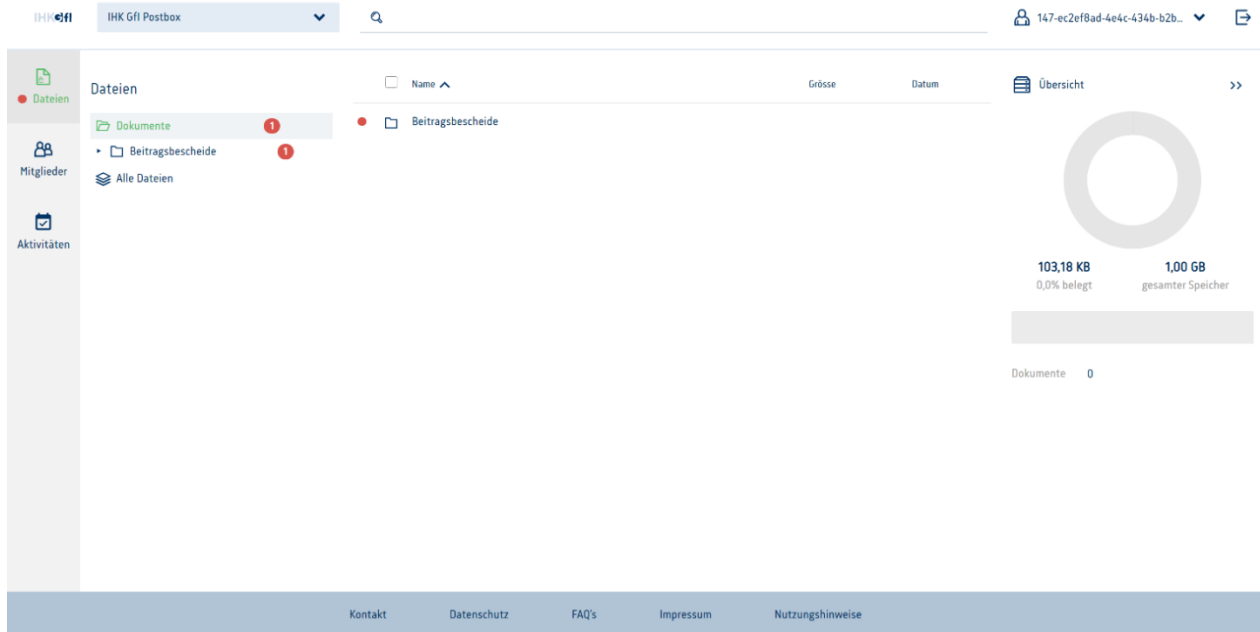 IHK GfI IHK GfI Postbox 147-ec2ef8ad-4e4c-434b-b2b...
Dateien
Mitglieder
Aktivitäten
Dateien
Dokumente 1
Beitragsbescheide 1
Alle Dateien
Name Grösse Datum
Beitragsbescheide
Übersicht >>
103,18 KB 1,00 GB
0,0% belegt gesamter Speicher
Dokumente 0
Kontakt Datenschutz FAQ's Impressum Nutzungshinweise